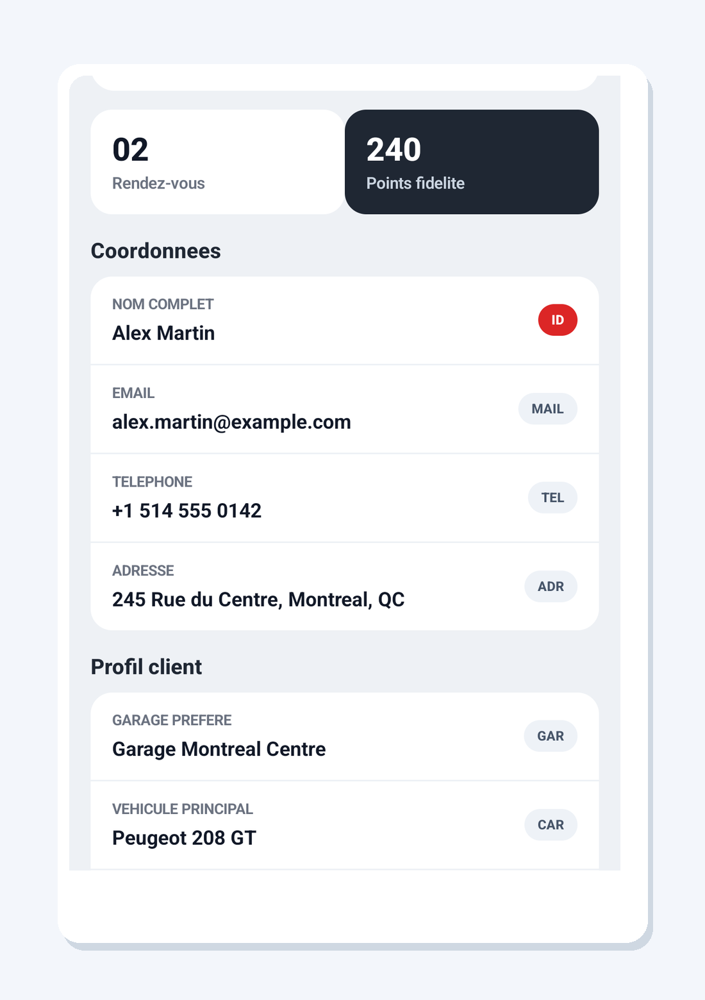 02
Rendez-vous
240
Points fidelite
Coordonnees
NOM COMPLET
Alex Martin
ID
EMAIL
alex.martin@example.com
MAIL
TELEPHONE
+1 514 555 0142
TEL
ADRESSE
245 Rue du Centre, Montreal, QC
ADR
Profil client
GARAGE PREFERE
Garage Montreal Centre
GAR
VEHICULE PRINCIPAL
Peugeot 208 GT
CAR